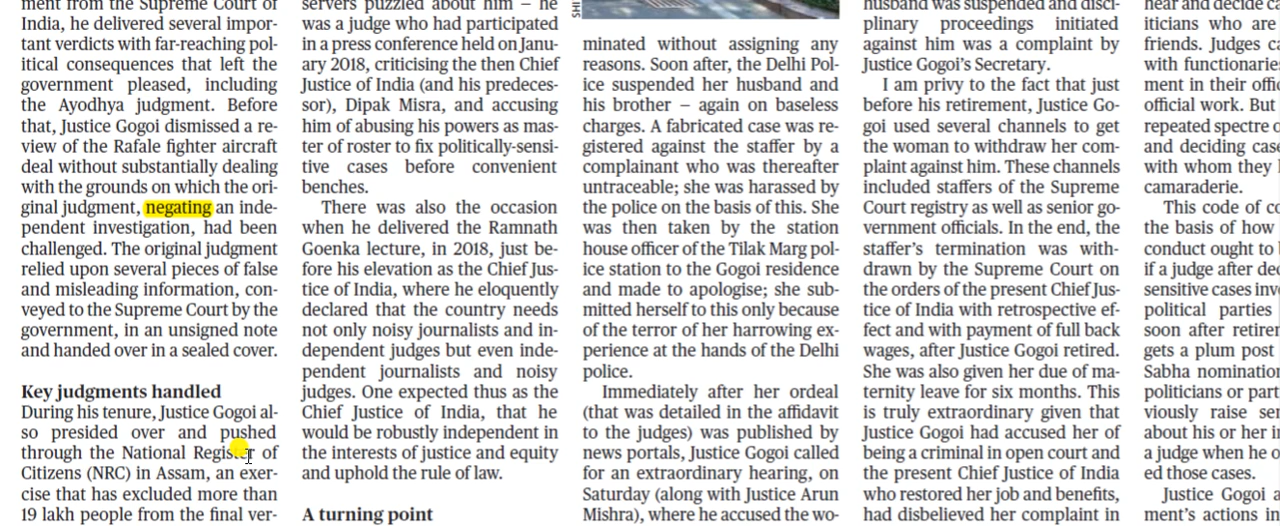 ment from the Supreme Court of
India, he delivered several impor-
tant verdicts with far-reaching pol-
itical consequences that left the
government pleased, including
the Ayodhya judgment. Before
that, Justice Gogoi dismissed a re-
view of the Rafale fighter aircraft
deal without substantially dealing
with the grounds on which the ori-
ginal judgment, negating an inde-
pendent investigation, had been
challenged. The original judgment
relied upon several pieces of false
and misleading information, con-
veyed to the Supreme Court by the
government, in an unsigned note
and handed over in a sealed cover.
Key judgments handled
During his tenure, Justice Gogoi al-
so presided over and pushed
through the National Register of
Citizens (NRC) in Assam, an exer-
cise that has excluded more than
19 lakh people from the final ver-
servers puzzled about him – he
was a judge who had participated
in a press conference held on Janu-
ary 2018, criticising the then Chief
Justice of India (and his predeces-
sor), Dipak Misra, and accusing
him of abusing his powers as mas-
ter of roster to fix politically-sensi-
tive cases before convenient
benches.
There was also the occasion
when he delivered the Ramnath
Goenka lecture, in 2018, just be-
fore his elevation as the Chief Jus-
tice of India, where he eloquently
declared that the country needs
not only noisy journalists and in-
dependent judges but even inde-
pendent journalists and noisy
judges. One expected thus as the
Chief Justice of India, that he
would be robustly independent in
the interests of justice and equity
and uphold the rule of law.
A turning point
SHI
minated without assigning any
reasons. Soon after, the Delhi Pol-
ice suspended her husband and
his brother – again on baseless
charges. A fabricated case was re-
gistered against the staffer by a
complainant who was thereafter
untraceable; she was harassed by
the police on the basis of this. She
was then taken by the station
house officer of the Tilak Marg pol-
ice station to the Gogoi residence
and made to apologise; she sub-
mitted herself to this only because
of the terror of her harrowing ex-
perience at the hands of the Delhi
police.
Immediately after her ordeal
(that was detailed in the affidavit
to the judges) was published by
news portals, Justice Gogoi called
for an extraordinary hearing, on
Saturday (along with Justice Arun
Mishra), where he accused the wo-
husband was suspended and disci-
plinary proceedings initiated
against him was a complaint by
Justice Gogoi's Secretary.
I am privy to the fact that just
before his retirement, Justice Go-
goi used several channels to get
the woman to withdraw her com-
plaint against him. These channels
included staffers of the Supreme
Court registry as well as senior go-
vernment officials. In the end, the
staffer's termination was with-
drawn by the Supreme Court on
the orders of the present Chief Jus-
tice of India with retrospective ef-
fect and with payment of full back
wages, after Justice Gogoi retired.
She was also given her due of ma-
ternity leave for six months. This
is truly extraordinary given that
Justice Gogoi had accused her of
being a criminal in open court and
the present Chief Justice of India
who restored her job and benefits,
had disbelieved her complaint in
hear and decide ca
iticians who are
friends. Judges ca
with functionarie
ment in their offic
official work. But
repeated spectre o
and deciding case
with whom they
camaraderie.
This code of co
the basis of how
conduct ought to
if a judge after dec
sensitive cases inv
political parties
soon after retirer
gets a plum post
Sabha nomination
politicians or part
viously raise ser
about his or her i
a judge when he o
ed those cases.
Justice Gogoi a
ment's actions in